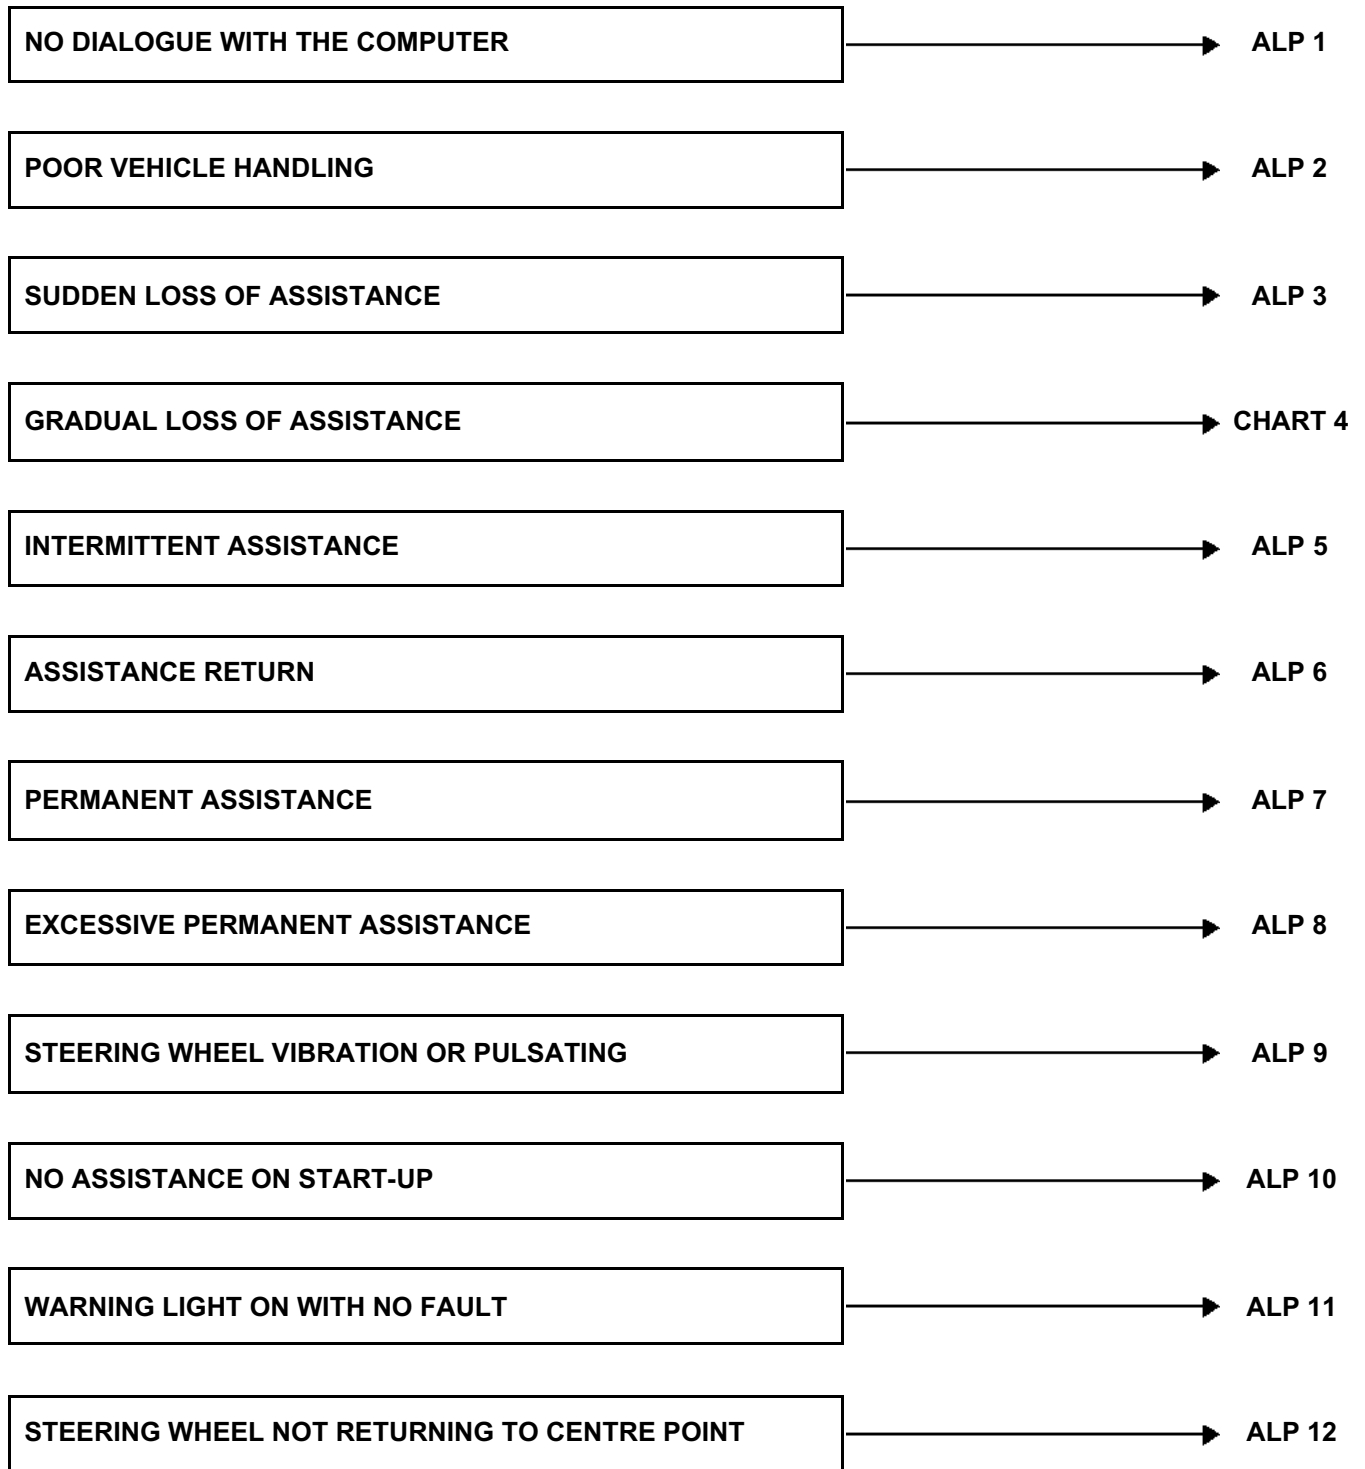 NO DIALOGUE WITH THE COMPUTER ALP 1
POOR VEHICLE HANDLING ALP 2
SUDDEN LOSS OF ASSISTANCE ALP 3
GRADUAL LOSS OF ASSISTANCE CHART 4
INTERMITTENT ASSISTANCE ALP 5
ASSISTANCE RETURN ALP 6
PERMANENT ASSISTANCE ALP 7
EXCESSIVE PERMANENT ASSISTANCE ALP 8
STEERING WHEEL VIBRATION OR PULSATING ALP 9
NO ASSISTANCE ON START-UP ALP 10
WARNING LIGHT ON WITH NO FAULT ALP 11
STEERING WHEEL NOT RETURNING TO CENTRE POINT ALP 12